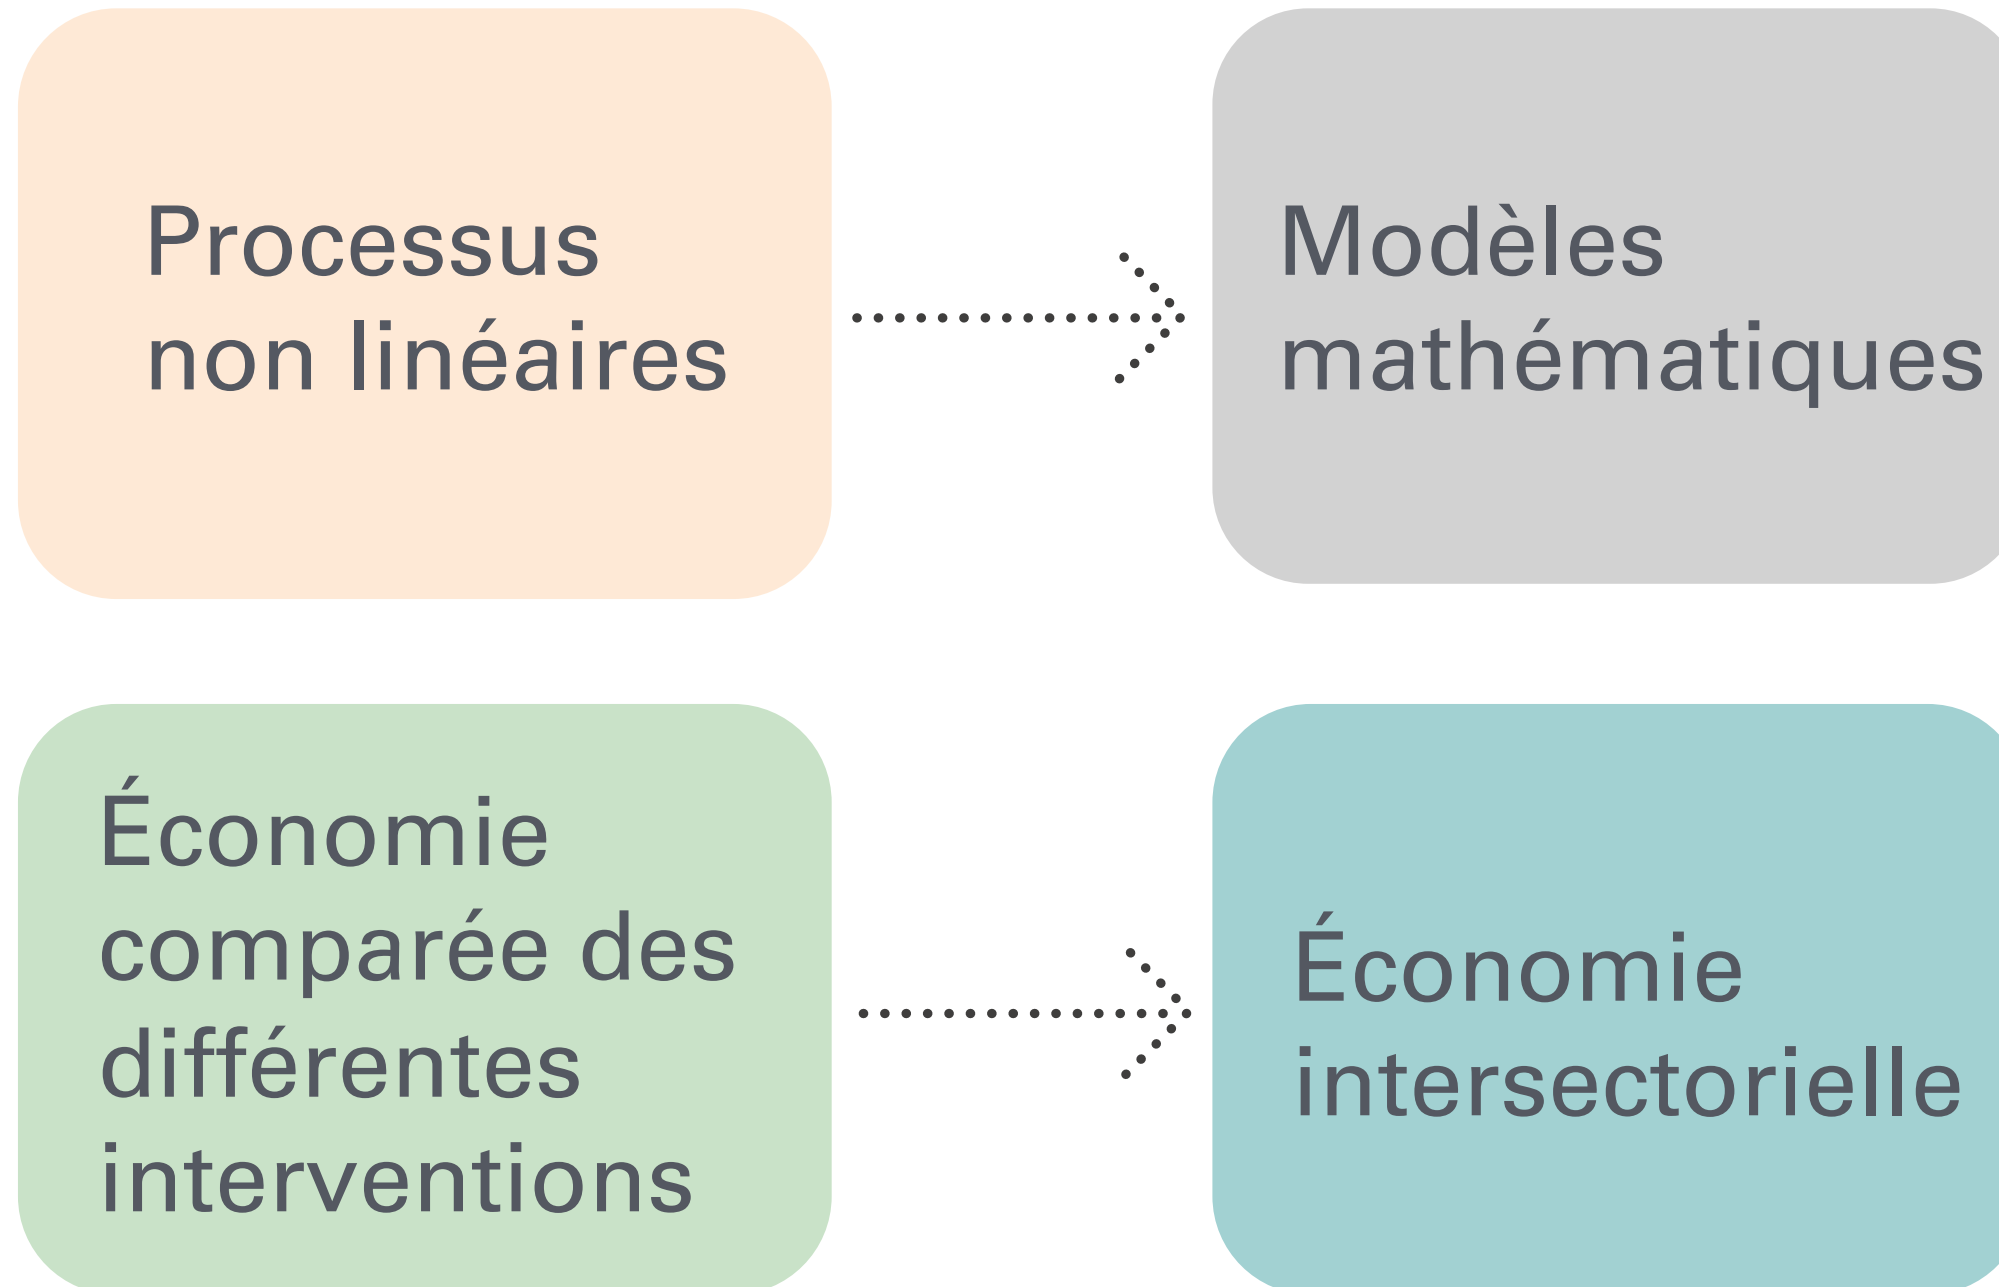 Processus
non linéaires
Modèles
mathématiques
Économie
comparée des
différentes
interventions
Économie
intersectorielle